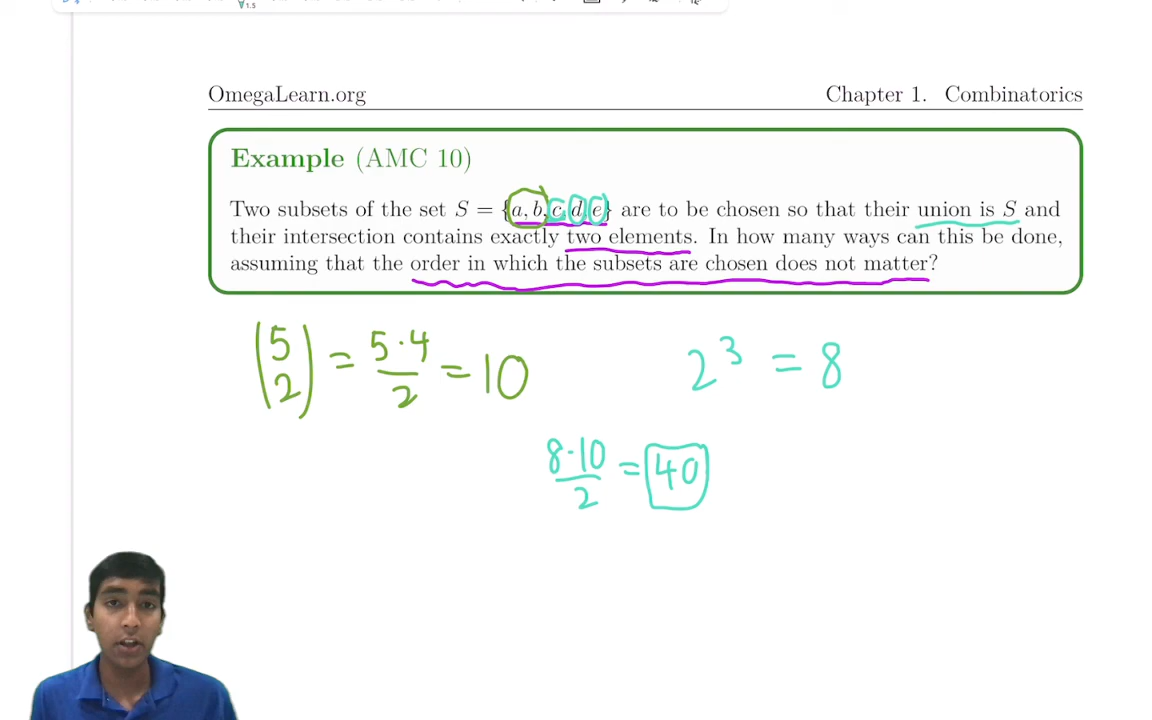 1.5
OmegaLearn.org
Chapter 1. Combinatorics
Example (AMC 10)
Two subsets of the set S = {a, b, c, d, e} are to be chosen so that their union is S and
their intersection contains exactly two elements. In how many ways can this be done,
assuming that the order in which the subsets are chosen does not matter?
(5 2) = 5·4/2 = 10
2^3 = 8
8·10/2 = 40